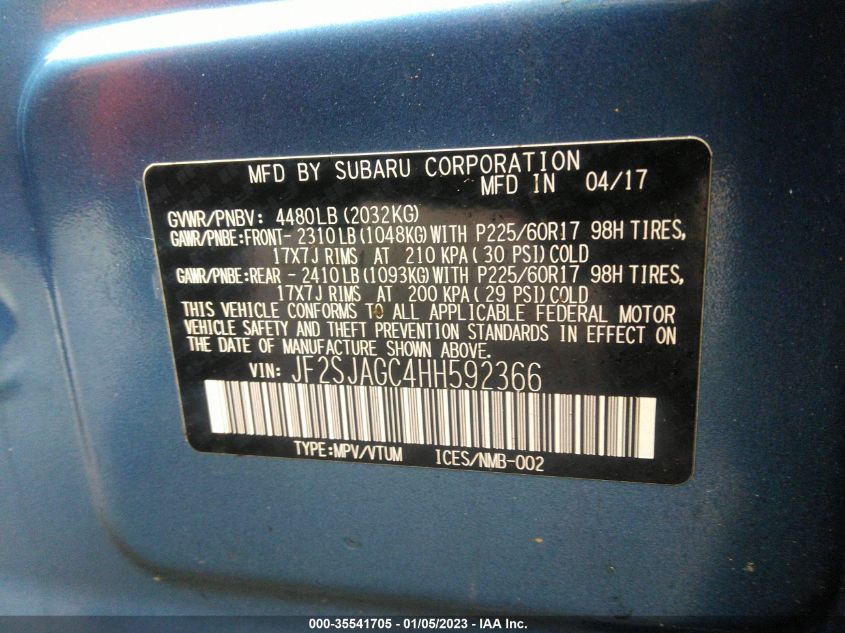 MFD BY SUBARU CORPORATION
MFD IN 04/17
GVWR/PNBV: 4480LB (2032KG)
GAWR/PNBE:FRONT- 2310LB (1048KG) WITH P225/60R17 98H TIRES,
17X7J RIMS AT 210 KPA ( 30 PSI) COLD
GAWR/PNBE:REAR - 2410LB (1093KG) WITH P225/60R17 98H TIRES,
17X7J RIMS AT 200 KPA ( 29 PSI) COLD
THIS VEHICLE CONFORMS TO ALL APPLICABLE FEDERAL MOTOR
VEHICLE SAFETY AND THEFT PREVENTION STANDARDS IN EFFECT ON
THE DATE OF MANUFACTURE SHOWN ABOVE.
VIN: JF2SJAGC4HH592366
TYPE:MPV/VTUM ICES/NMB-002
000-35541705 - 01/05/2023 - © IAA Inc.